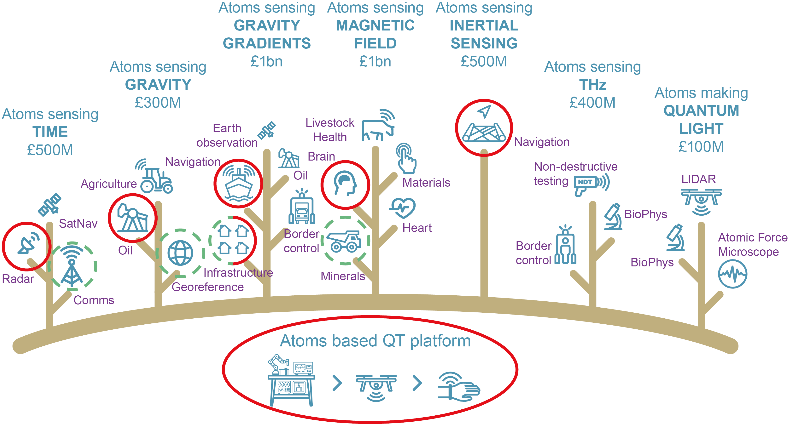 Atoms sensing
TIME
£500M
Atoms sensing
GRAVITY
£300M
Atoms sensing
GRAVITY
GRADIENTS
£1bn
Atoms sensing
MAGNETIC
FIELD
£1bn
Atoms sensing
INERTIAL
SENSING
£500M
Atoms sensing
THz
£400M
Atoms making
QUANTUM
LIGHT
£100M
SatNav
Radar
Comms
Agriculture
Oil
Georeference
Earth
observation
Navigation
Oil
Border
control
Infrastructure
Livestock
Health
Brain
Materials
Heart
Minerals
Navigation
Non-destructive
testing
NDT
BioPhys
Border
control
LIDAR
BioPhys
Atomic Force
Microscope
Atoms based QT platform
> >